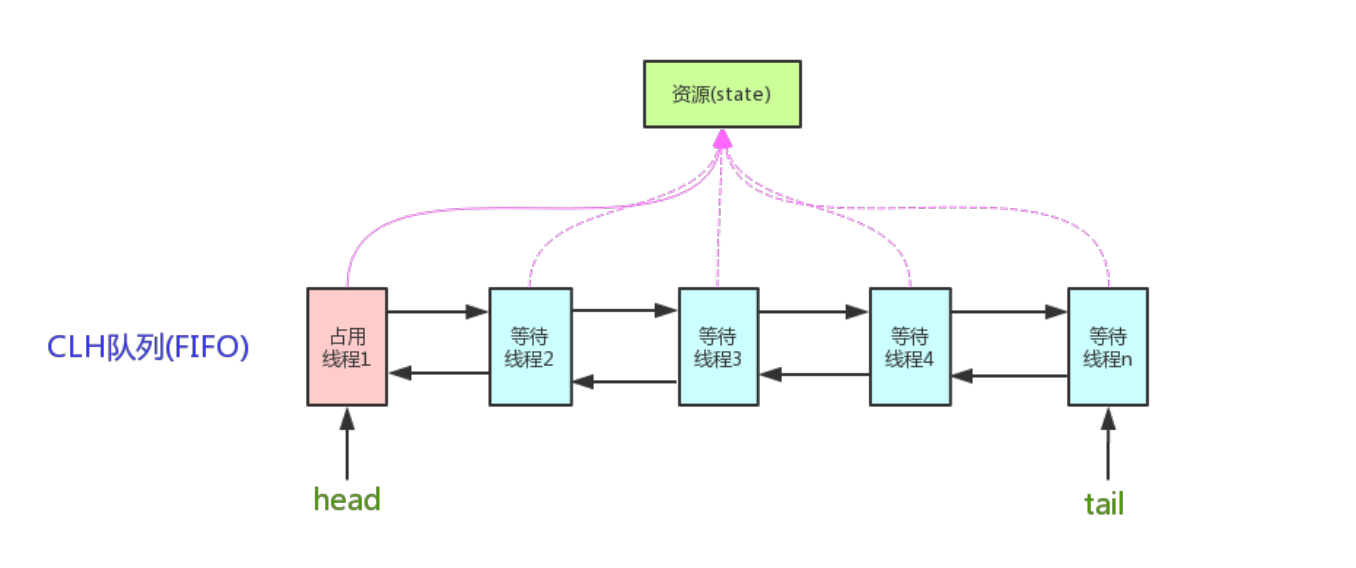 资源(state)
CLH队列(FIFO)
占用
线程1
等待
线程2
等待
线程3
等待
线程4
等待
线程n
head
tail